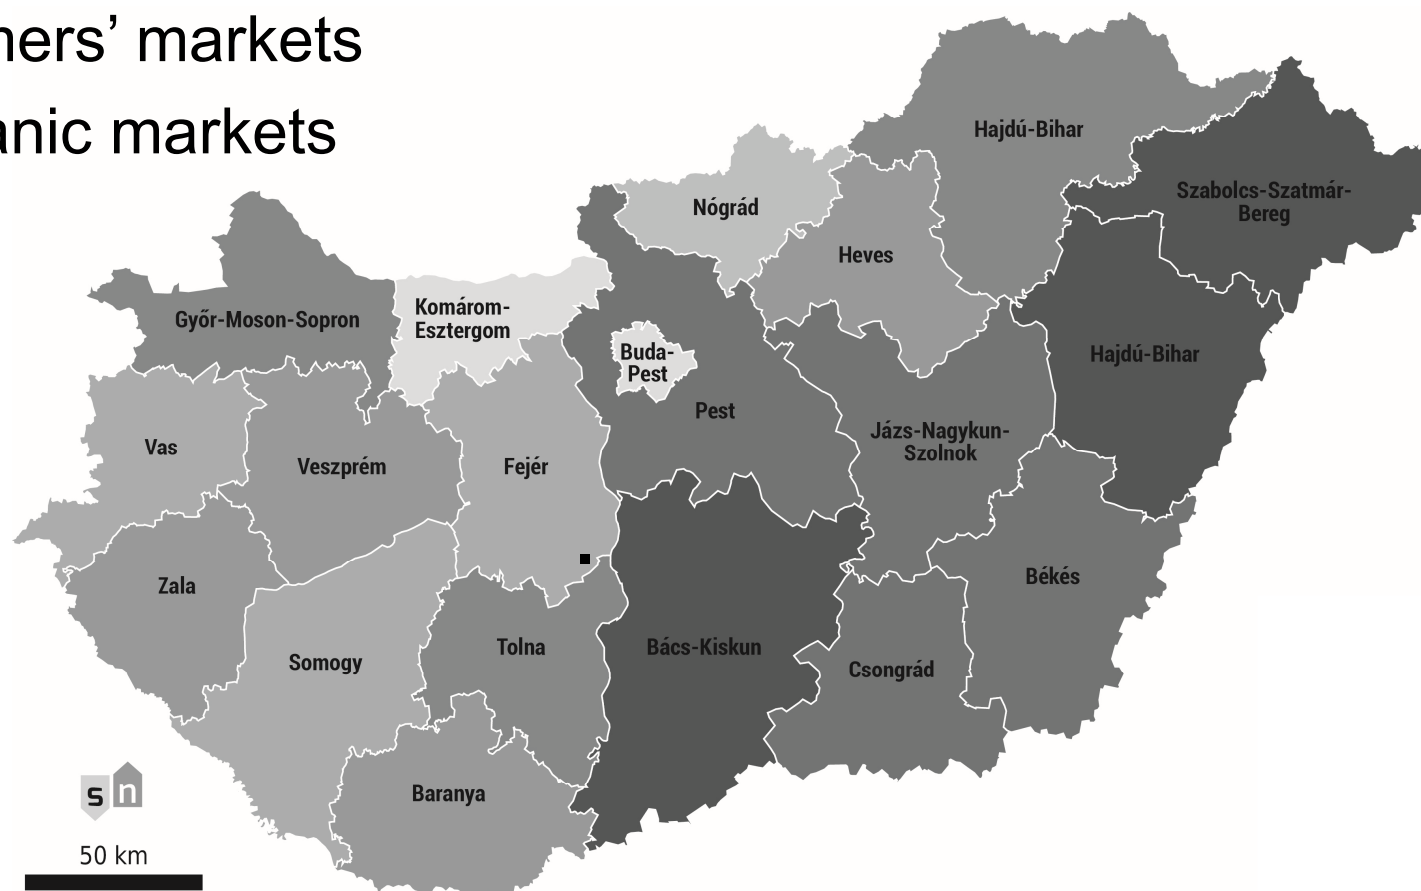 ners’ markets
anic markets
Hajdú-Bihar
Szabolcs-Szatmár-
Bereg
Nógrád
Heves
Komárom-
Esztergom
Győr-Moson-Sopron
Buda-
Pest
Hajdú-Bihar
Pest
Jázs-Nagykun-
Szolnok
Vas
Veszprém
Fejér
Békés
Zala
Tolna
Bács-Kiskun
Somogy
Csongrád
Baranya
s n
50 km